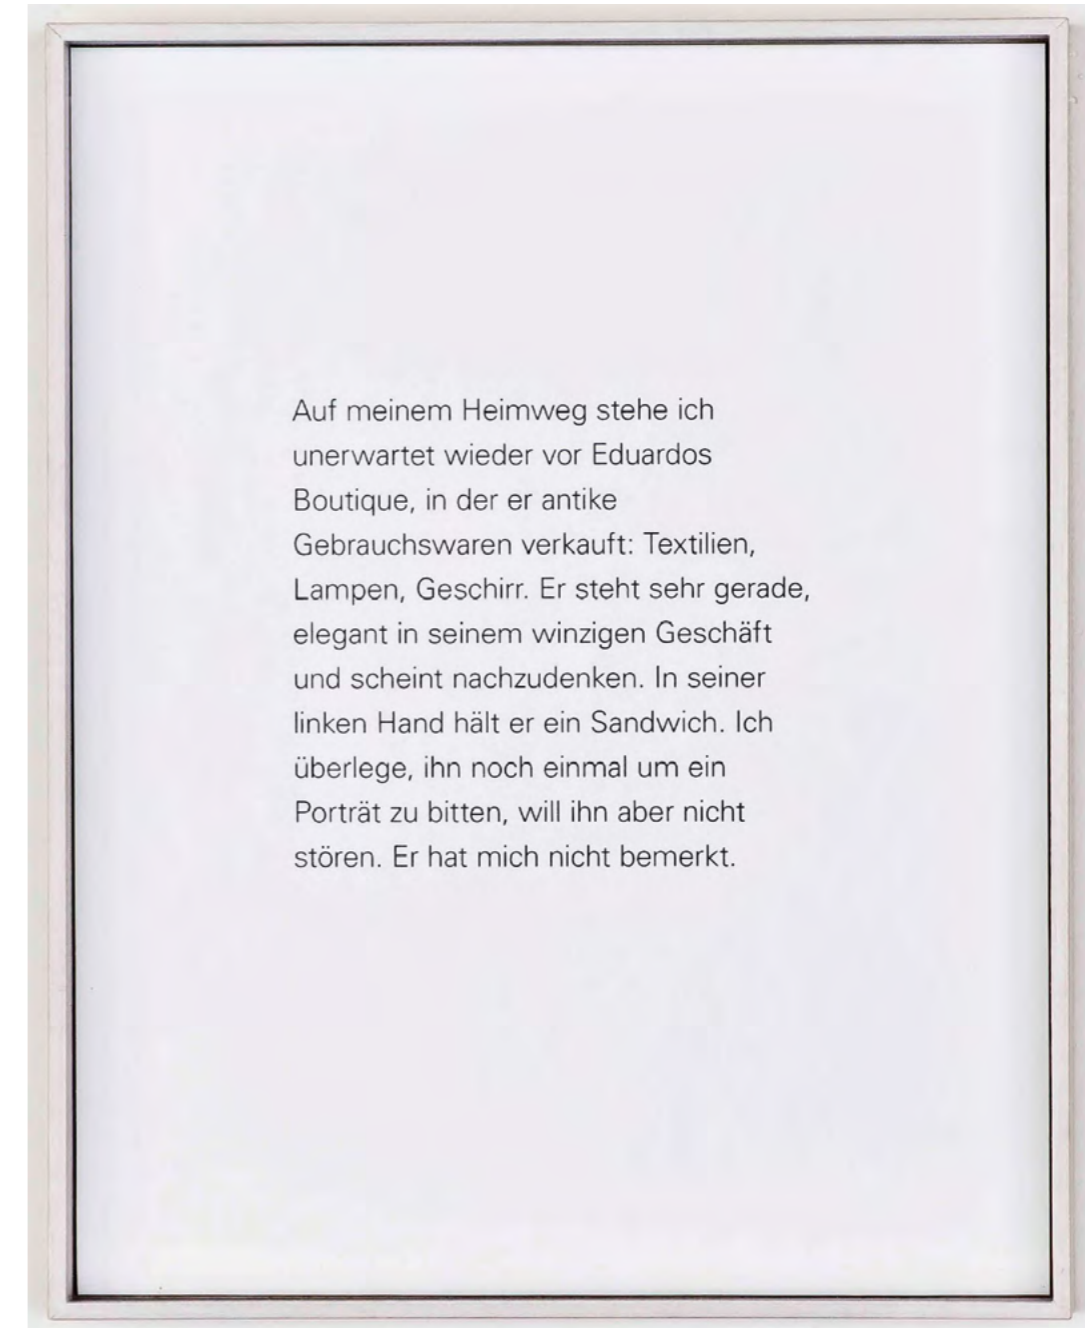 Auf meinem Heimweg stehe ich
unerwartet wieder vor Eduardos
Boutique, in der er antike
Gebrauchswaren verkauft: Textilien,
Lampen, Geschirr. Er steht sehr gerade,
elegant in seinem winzigen Geschäft
und scheint nachzudenken. In seiner
linken Hand hält er ein Sandwich. Ich
überlege, ihn noch einmal um ein
Porträt zu bitten, will ihn aber nicht
stören. Er hat mich nicht bemerkt.